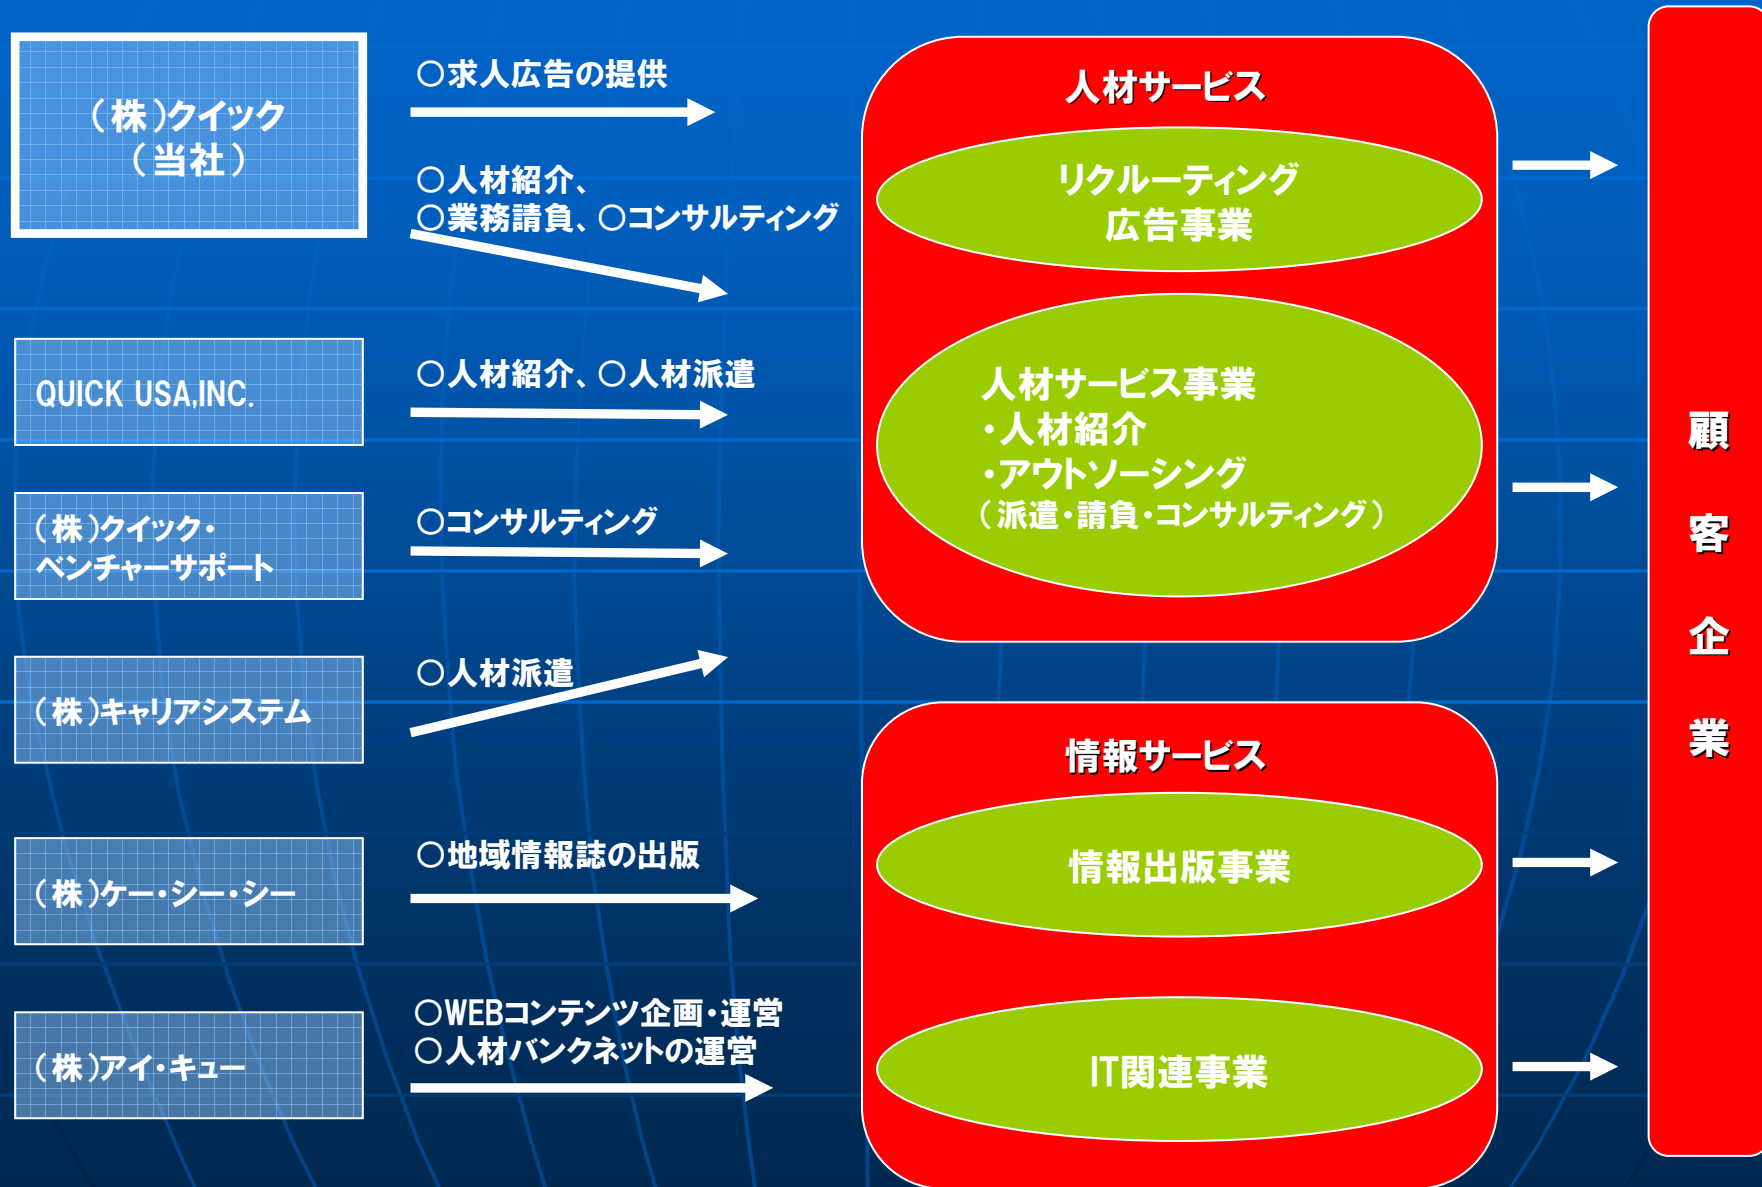 （株）クイック
（当社）
○求人広告の提供
○人材紹介、
○業務請負、○コンサルティング
QUICK USA,INC.
○人材紹介、○人材派遣
（株）クイック・
ベンチャーサポート
○コンサルティング
（株）キャリアシステム
○人材派遣
（株）ケー・シー・シー
○地域情報誌の出版
（株）アイ・キュー
○WEBコンテンツ企画・運営
○人材バンクネットの運営
人材サービス
リクルーティング
広告事業
人材サービス事業
・人材紹介
・アウトソーシング
（派遣・請負・コンサルティング）
情報サービス
情報出版事業
IT関連事業
顧客企業